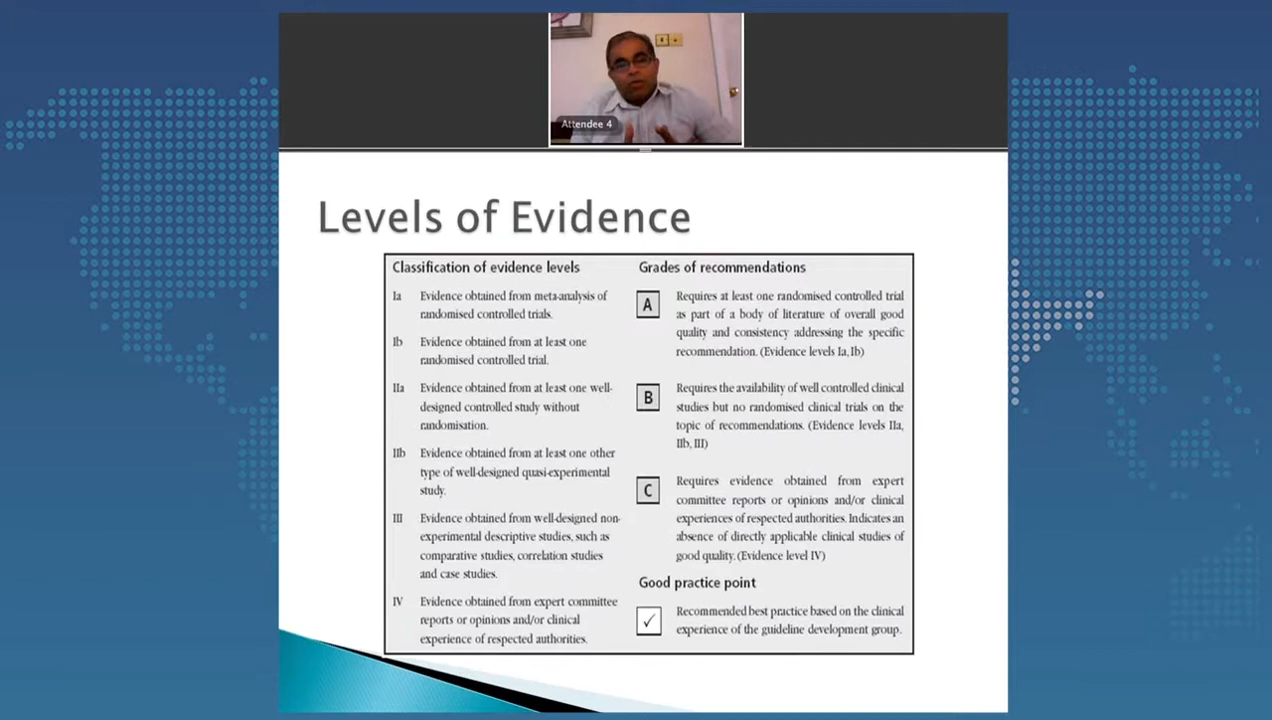 Attendee 4
Levels of Evidence
Classification of evidence levels
Ia Evidence obtained from meta-analysis of
randomised controlled trials.
Ib Evidence obtained from at least one
randomised controlled trial.
IIa Evidence obtained from at least one well-
designed controlled study without
randomisation.
IIb Evidence obtained from at least one other
type of well-designed quasi-experimental
study.
III Evidence obtained from well-designed non-
experimental descriptive studies, such as
comparative studies, correlation studies
and case studies.
IV Evidence obtained from expert committee
reports or opinions and/or clinical
experience of respected authorities.
Grades of recommendations
A Requires at least one randomised controlled trial
as part of a body of literature of overall good
quality and consistency addressing the specific
recommendation. (Evidence levels Ia, Ib)
B Requires the availability of well controlled clinical
studies but no randomised clinical trials on the
topic of recommendations. (Evidence levels IIa,
IIb, III)
C Requires evidence obtained from expert
committee reports or opinions and/or clinical
experiences of respected authorities. Indicates an
absence of directly applicable clinical studies of
good quality. (Evidence level IV)
Good practice point
✓ Recommended best practice based on the clinical
experience of the guideline development group.